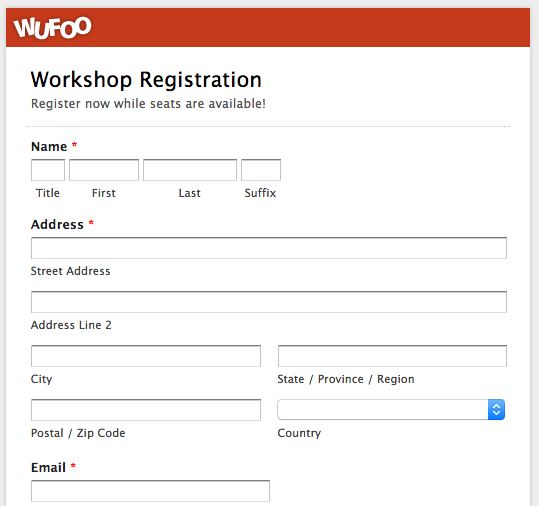 WUFOO
Workshop Registration
Register now while seats are available!
Name *
Title First Last Suffix
Address *
Street Address
Address Line 2
City State / Province / Region
Postal / Zip Code Country
Email *